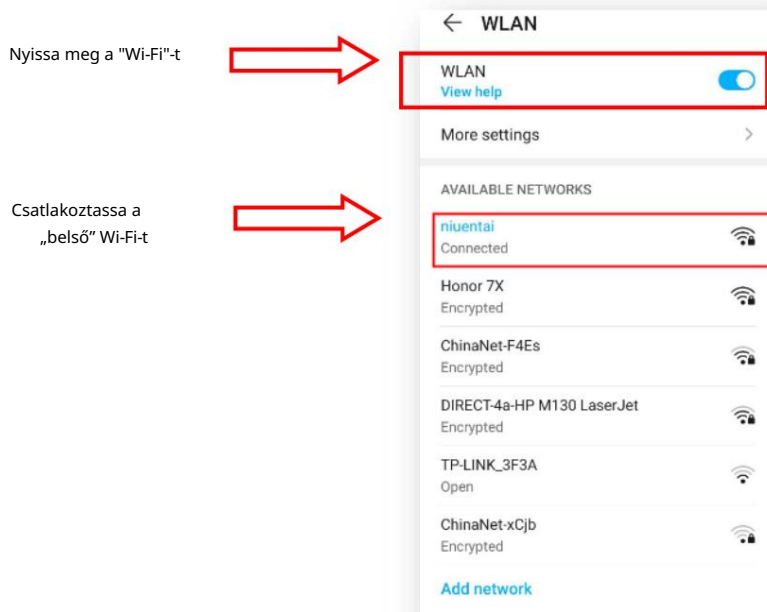 ← WLAN
Nyissa meg a "Wi-Fi"-t
WLAN
View help
More settings
Csatlakoztassa a
„belső” Wi-Fi-t
AVAILABLE NETWORKS
niuentai
Connected
Honor 7X
Encrypted
ChinaNet-F4Es
Encrypted
DIRECT-4a-HP M130 LaserJet
Encrypted
TP-LINK_3F3A
Open
ChinaNet-xCjb
Encrypted
Add network